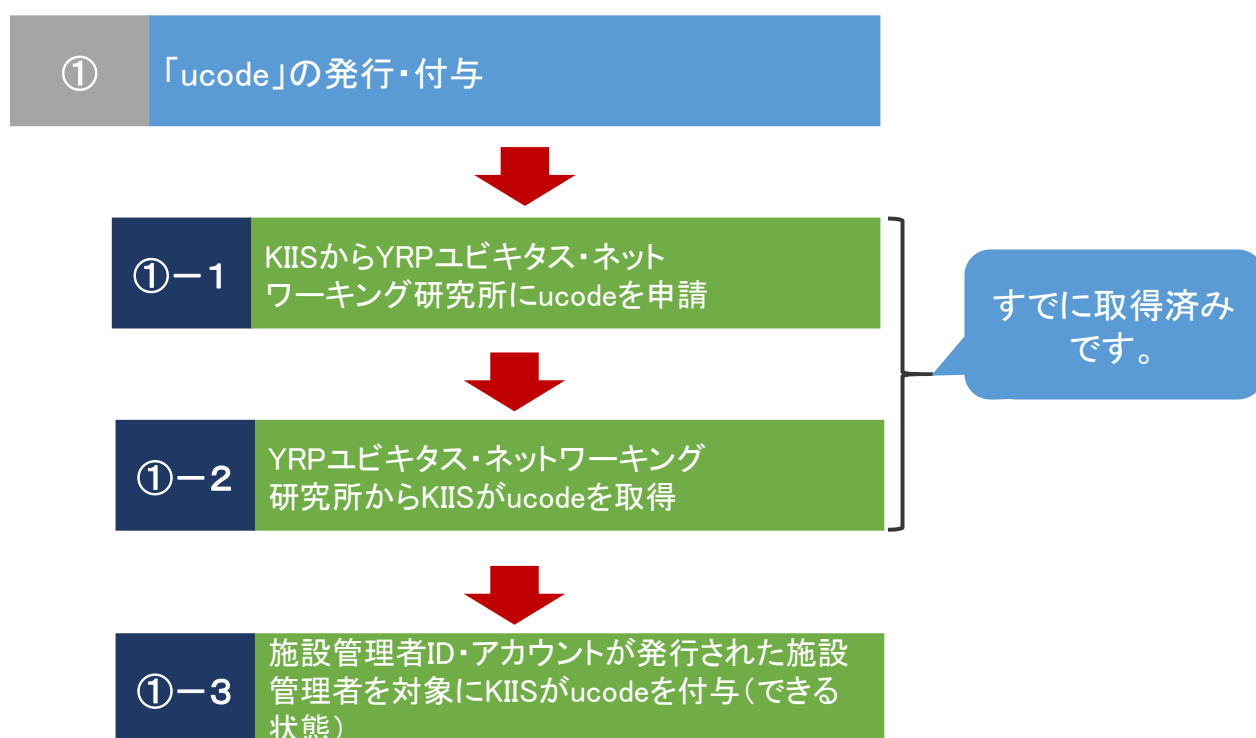 ① 「ucode」の発行・付与
①－1
KIISからYRPユビキタス・ネット
ワーキング研究所にucodeを申請
①－2
YRPユビキタス・ネットワーキング
研究所からKIISがucodeを取得
すでに取得済み
です。
①－3
施設管理者ID・アカウントが発行された施設
管理者を対象にKIISがucodeを付与（できる
状態）